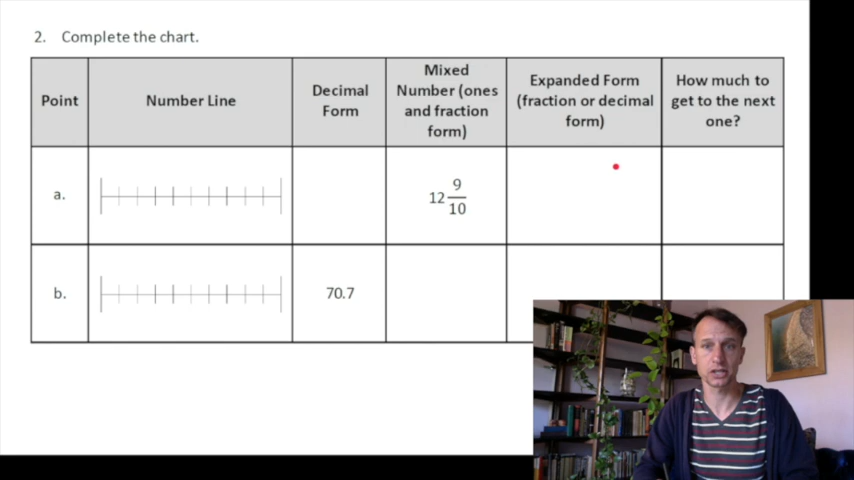 2. Complete the chart.
Point
Number Line
Decimal
Form
Mixed
Number (ones
and fraction
form)
Expanded Form
(fraction or decimal
form)
How much to
get to the next
one?
a.
12 9/10
b.
70.7